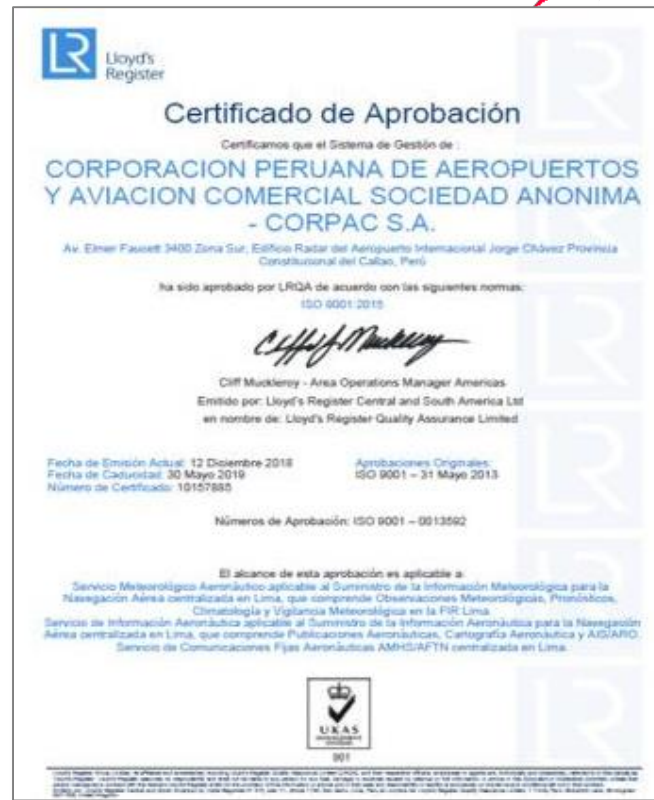 LR
Lloyd's
Register
Certificado de Aprobación
Certificamos que el Sistema de Gestión de :
CORPORACION PERUANA DE AEROPUERTOS
Y AVIACION COMERCIAL SOCIEDAD ANONIMA
- CORPAC S.A.
Av. Elmer Faucett 3400 Zona Sur, Edificio Radar del Aeropuerto Internacional Jorge Chávez Provincia
Constitucional del Callao, Perú
ha sido aprobado por LRQA de acuerdo con las siguientes normas:
ISO 9001:2015
Cliff Muckleroy - Area Operations Manager Americas
Emitido por: Lloyd's Register Central and South America Ltd
en nombre de: Lloyd's Register Quality Assurance Limited
Fecha de Emisión Actual: 12 Diciembre 2018
Fecha de Caducidad: 30 Mayo 2019
Número de Certificado: 10157885
Aprobaciones Originales:
ISO 9001 – 31 Mayo 2013
Números de Aprobación: ISO 9001 – 0013592
El alcance de esta aprobación es aplicable a:
Servicio Meteorológico Aeronáutico aplicable al Suministro de la Información Meteorológica para la
Navegación Aérea centralizada en Lima, que comprende Observaciones Meteorológicas, Pronósticos,
Climatología y Vigilancia Meteorológica en la FIR Lima.
Servicio de Información Aeronáutica aplicable al Suministro de la Información Aeronáutica para la Navegación
Aérea centralizada en Lima, que comprende Publicaciones Aeronáuticas, Cartografía Aeronáutica y AIS/ARO.
Servicio de Comunicaciones Fijas Aeronáuticas AMHS/AFTN centralizada en Lima.
UKAS
MANAGEMENT
SYSTEMS
001